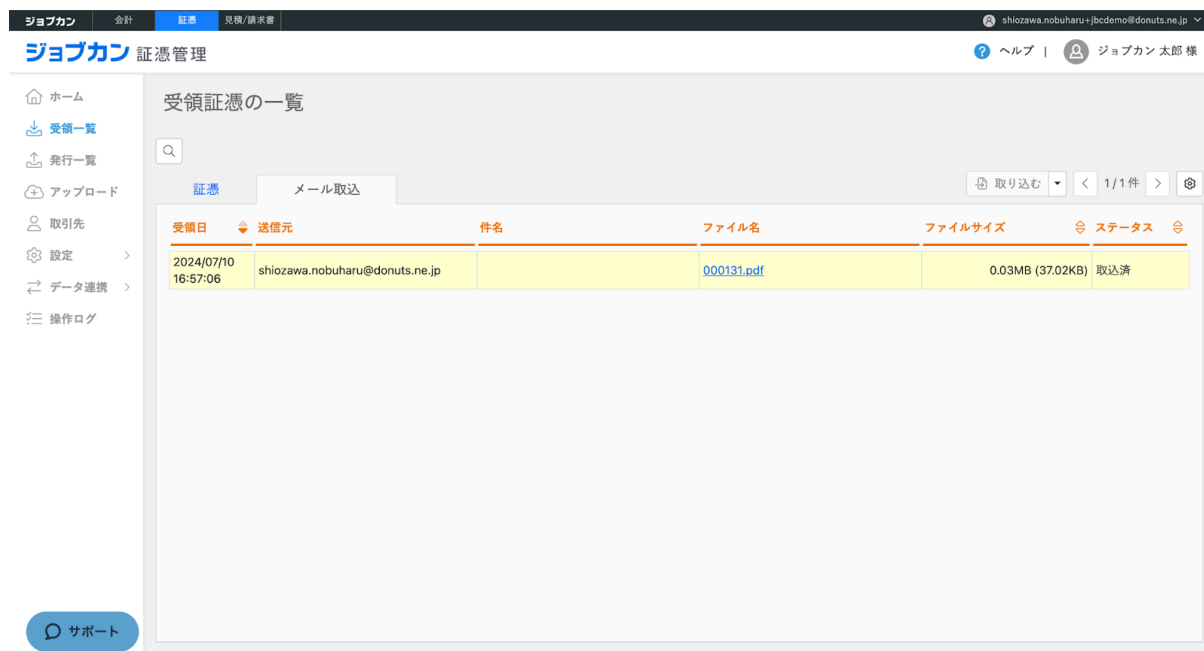 ジョブカン 会計 証憑 見積/請求書 shiozawa.nobuharu+jbcdemo@donuts.ne.jp
ジョブカン 証憑管理 ? ヘルプ | ジョブカン 太郎 様
ホーム
受領一覧
発行一覧
アップロード
取引先
設定
データ連携
操作ログ
サポート
受領証憑の一覧
証憑 メール取込 取り込む 1/1件
受領日 送信元 件名 ファイル名 ファイルサイズ ステータス
2024/07/10
16:57:06 shiozawa.nobuharu@donuts.ne.jp 000131.pdf 0.03MB (37.02KB) 取込済